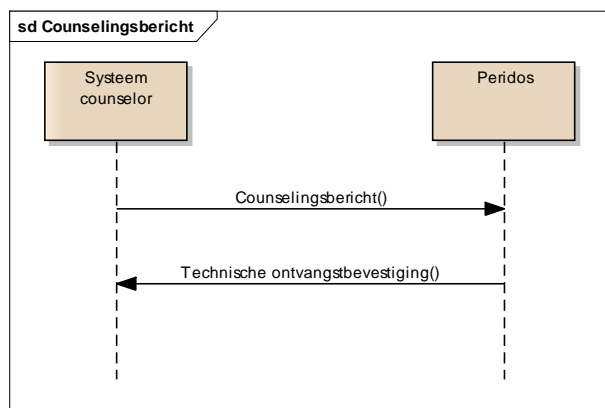 sd Counselingsbericht
Systeem
counselor
Peridos
Counselingsbericht()
Technische ontvangstbevestiging()